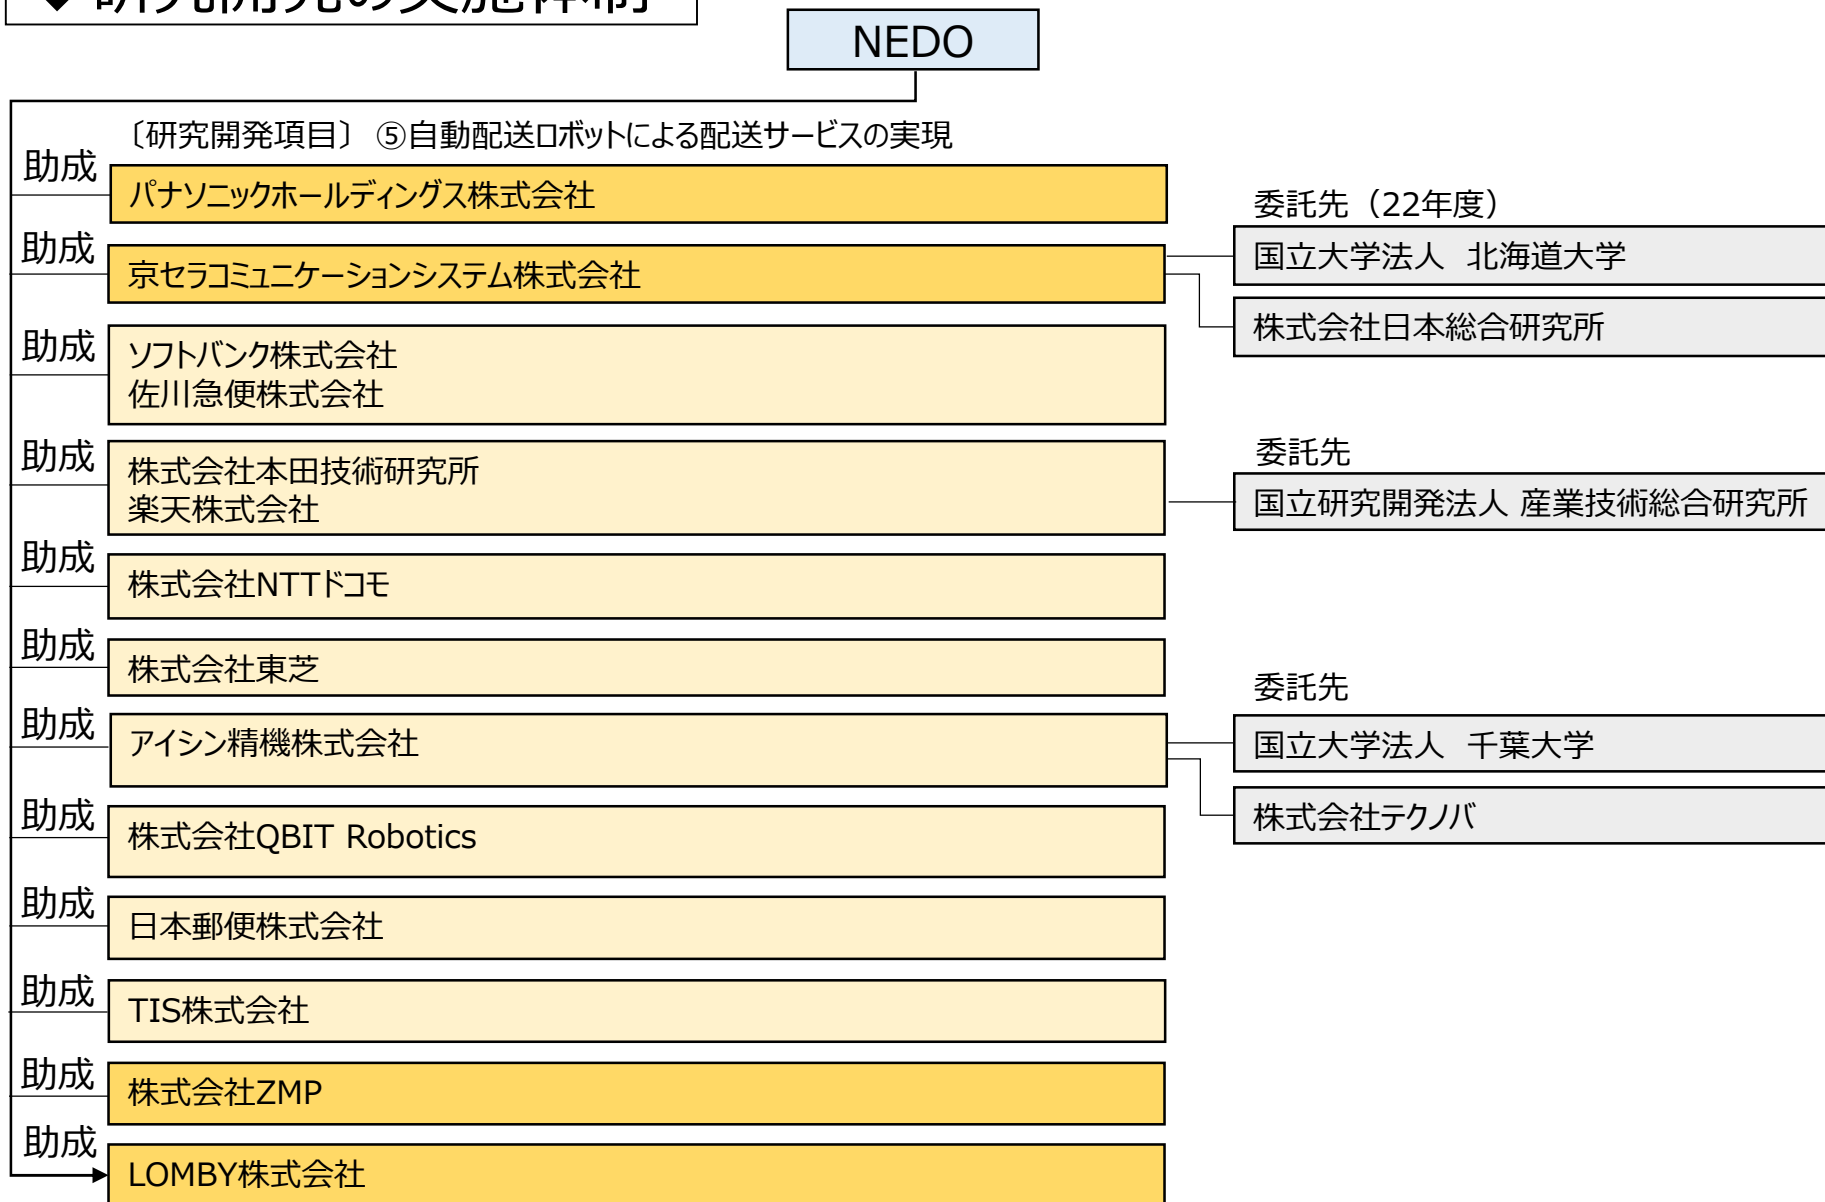 ◆ 研究開発の実施体制
NEDO
〔研究開発項目〕 ⑤自動配送ロボットによる配送サービスの実現
助成
パナソニックホールディングス株式会社
助成
京セラコミュニケーションシステム株式会社
委託先（22年度）
国立大学法人 北海道大学
株式会社日本総合研究所
助成
ソフトバンク株式会社
佐川急便株式会社
助成
株式会社本田技術研究所
楽天株式会社
委託先
国立研究開発法人 産業技術総合研究所
助成
株式会社NTTドコモ
助成
株式会社東芝
助成
アイシン精機株式会社
委託先
国立大学法人 千葉大学
株式会社テクノバ
助成
株式会社QBIT Robotics
助成
日本郵便株式会社
助成
TIS株式会社
助成
株式会社ZMP
助成
LOMBY株式会社